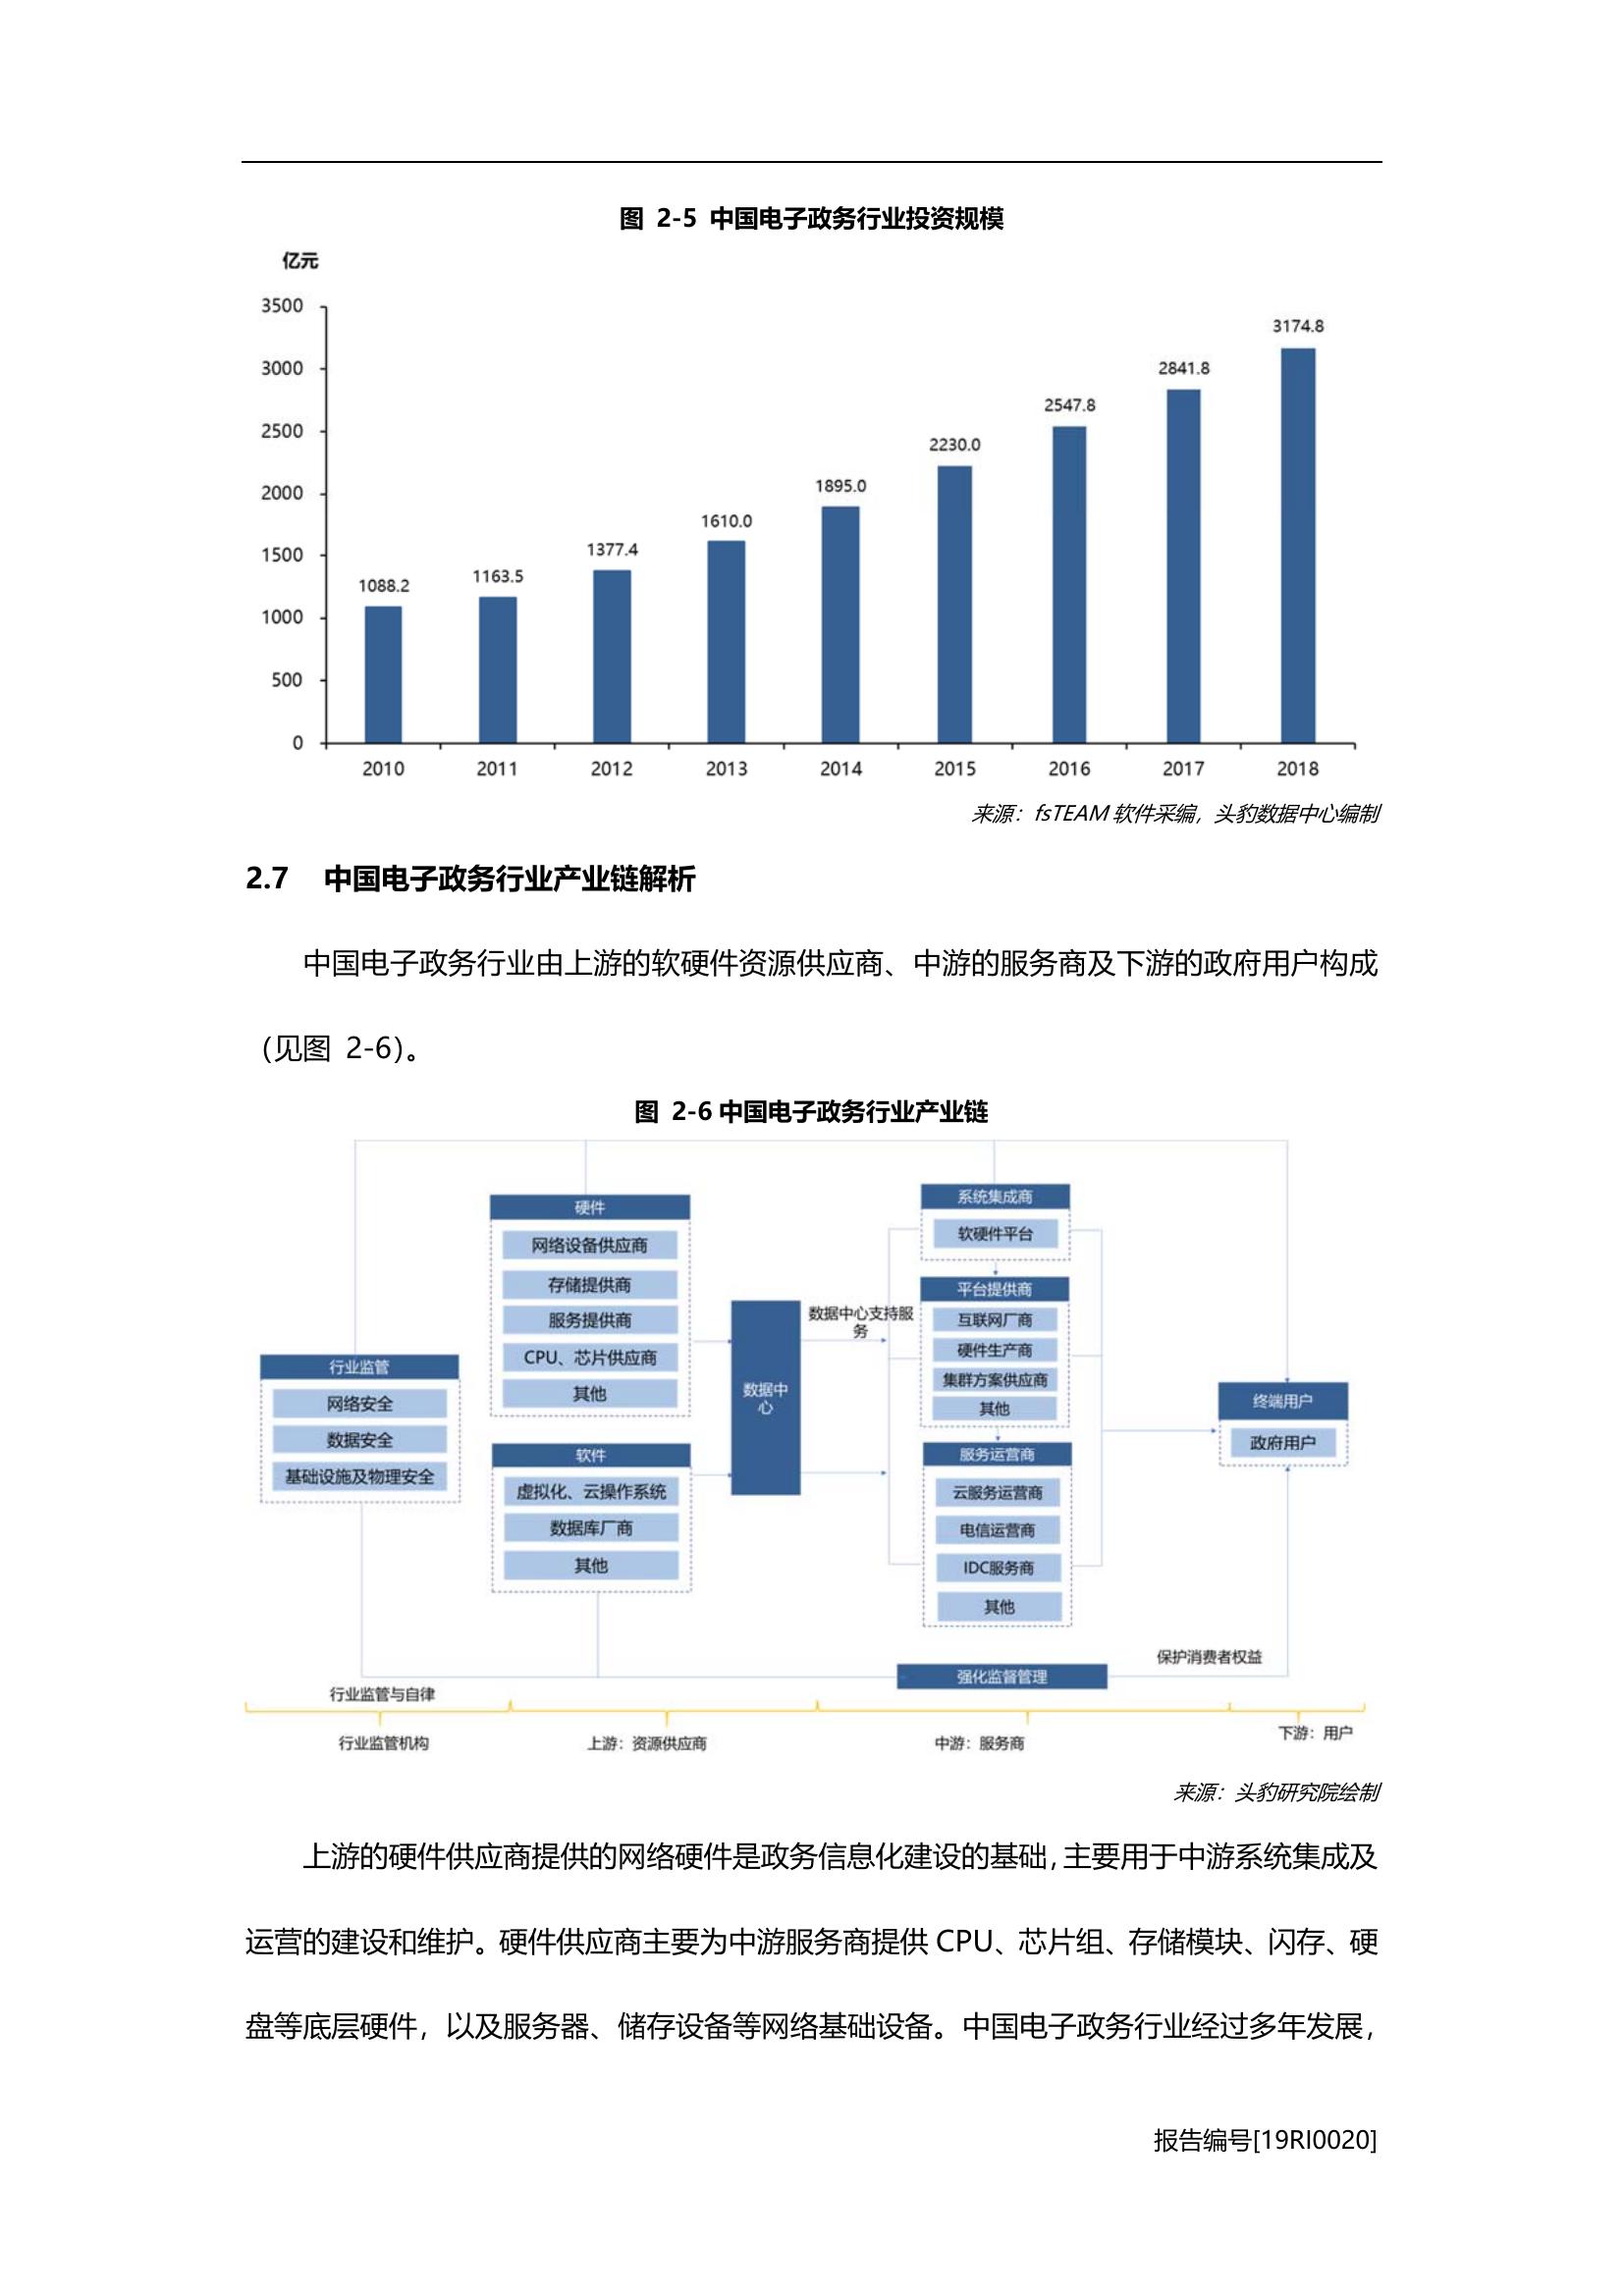 图 2-5 中国电子政务行业投资规模
亿元
3500
3000
2500
2000
1500
1000
500
0
1088.2
1163.5
1377.4
1610.0
1895.0
2230.0
2547.8
2841.8
3174.8
2010 2011 2012 2013 2014 2015 2016 2017 2018
来源：fsTEAM 软件采编，头豹数据中心编制
2.7 中国电子政务行业产业链解析
中国电子政务行业由上游的软硬件资源供应商、中游的服务商及下游的政府用户构成
（见图 2-6）。
图 2-6 中国电子政务行业产业链
行业监管
网络安全
数据安全
基础设施及物理安全
硬件
网络设备供应商
存储提供商
服务提供商
CPU、芯片供应商
其他
软件
虚拟化、云操作系统
数据库厂商
其他
数据中
心
数据中心支持服
务
系统集成商
软硬件平台
平台提供商
互联网厂商
硬件生产商
集群方案供应商
其他
服务运营商
云服务运营商
电信运营商
IDC服务商
其他
终端用户
政府用户
强化监督管理
保护消费者权益
行业监管与自律
行业监管机构
上游：资源供应商
中游：服务商
下游：用户
来源：头豹研究院绘制
上游的硬件供应商提供的网络硬件是政务信息化建设的基础，主要用于中游系统集成及
运营的建设和维护。硬件供应商主要为中游服务商提供 CPU、芯片组、存储模块、闪存、硬
盘等底层硬件，以及服务器、储存设备等网络基础设备。中国电子政务行业经过多年发展，
报告编号[19RI0020]